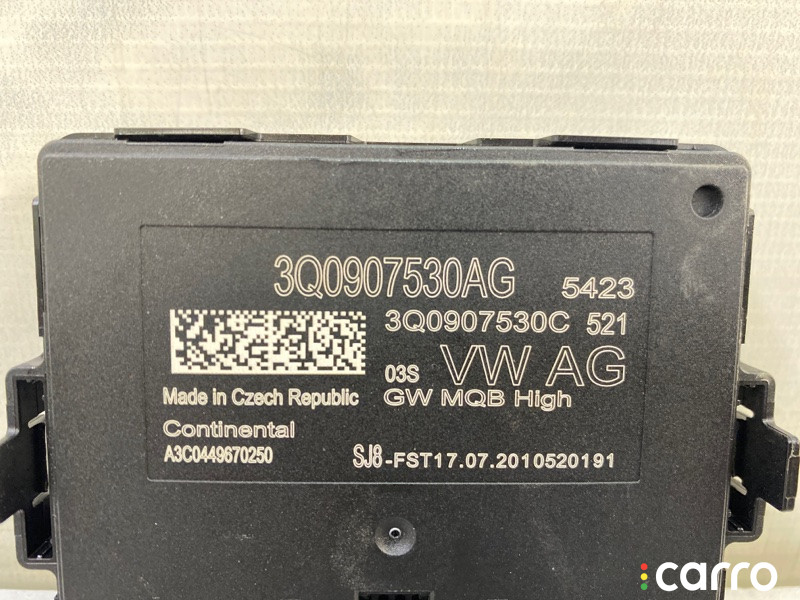 3Q0907530AG 5423
3Q0907530C 521
03S VW AG
Made in Czech Republic GW MQB High
Continental
A3C0449670250 SJ8-FST17.07.2010520191
carro